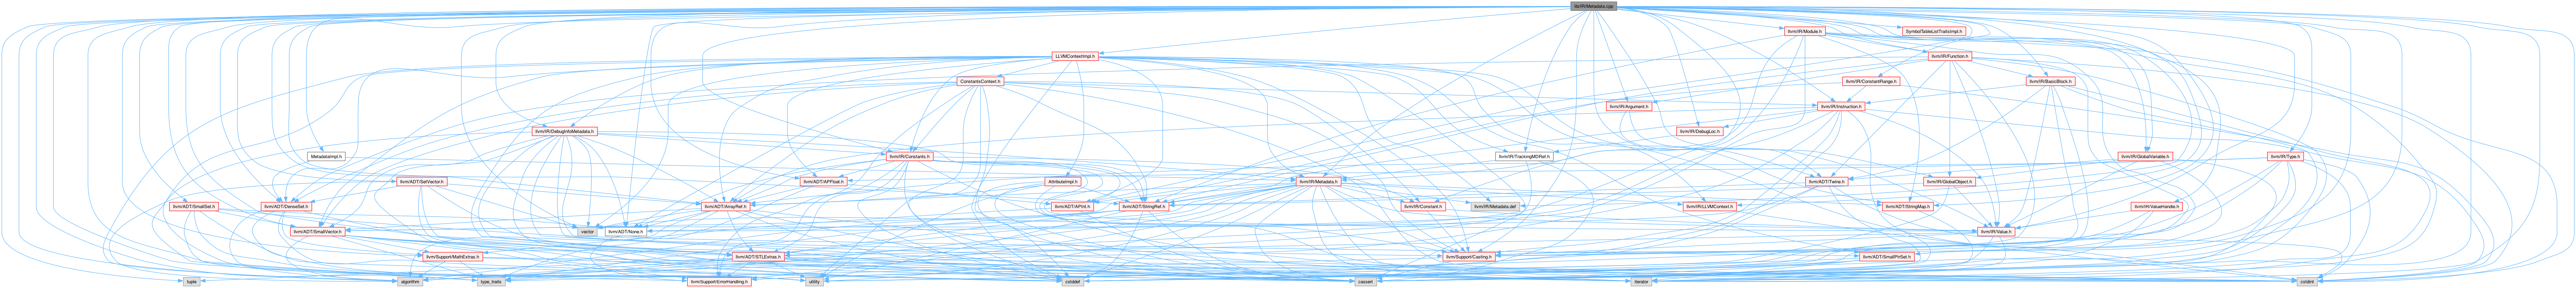 lib/IR/Metadata.cpp
llvm/IR/Module.h
SymbolTableListTraitsImpl.h
LLVMContextImpl.h
llvm/IR/Function.h
ConstantsContext.h
llvm/IR/ConstantRange.h
llvm/IR/BasicBlock.h
llvm/IR/Argument.h
llvm/IR/Instruction.h
llvm/IR/DebugInfoMetadata.h
llvm/IR/DebugLoc.h
MetadataImpl.h
llvm/IR/Constants.h
llvm/IR/TrackingMDRef.h
llvm/IR/GlobalVariable.h
llvm/IR/Type.h
llvm/ADT/SetVector.h
llvm/ADT/APFloat.h
AttributeImpl.h
llvm/IR/Metadata.h
llvm/ADT/Twine.h
llvm/IR/GlobalObject.h
llvm/ADT/SmallSet.h
llvm/ADT/DenseSet.h
llvm/ADT/ArrayRef.h
llvm/ADT/APInt.h
llvm/ADT/StringRef.h
llvm/IR/Constant.h
llvm/IR/Metadata.def
llvm/IR/LLVMContext.h
llvm/ADT/StringMap.h
llvm/IR/ValueHandle.h
llvm/ADT/SmallVector.h
vector
llvm/ADT/None.h
llvm/IR/Value.h
llvm/Support/MathExtras.h
llvm/ADT/STLExtras.h
llvm/Support/Casting.h
llvm/ADT/SmallPtrSet.h
tuple
algorithm
type_traits
llvm/Support/ErrorHandling.h
utility
cstddef
cassert
iterator
cstdint